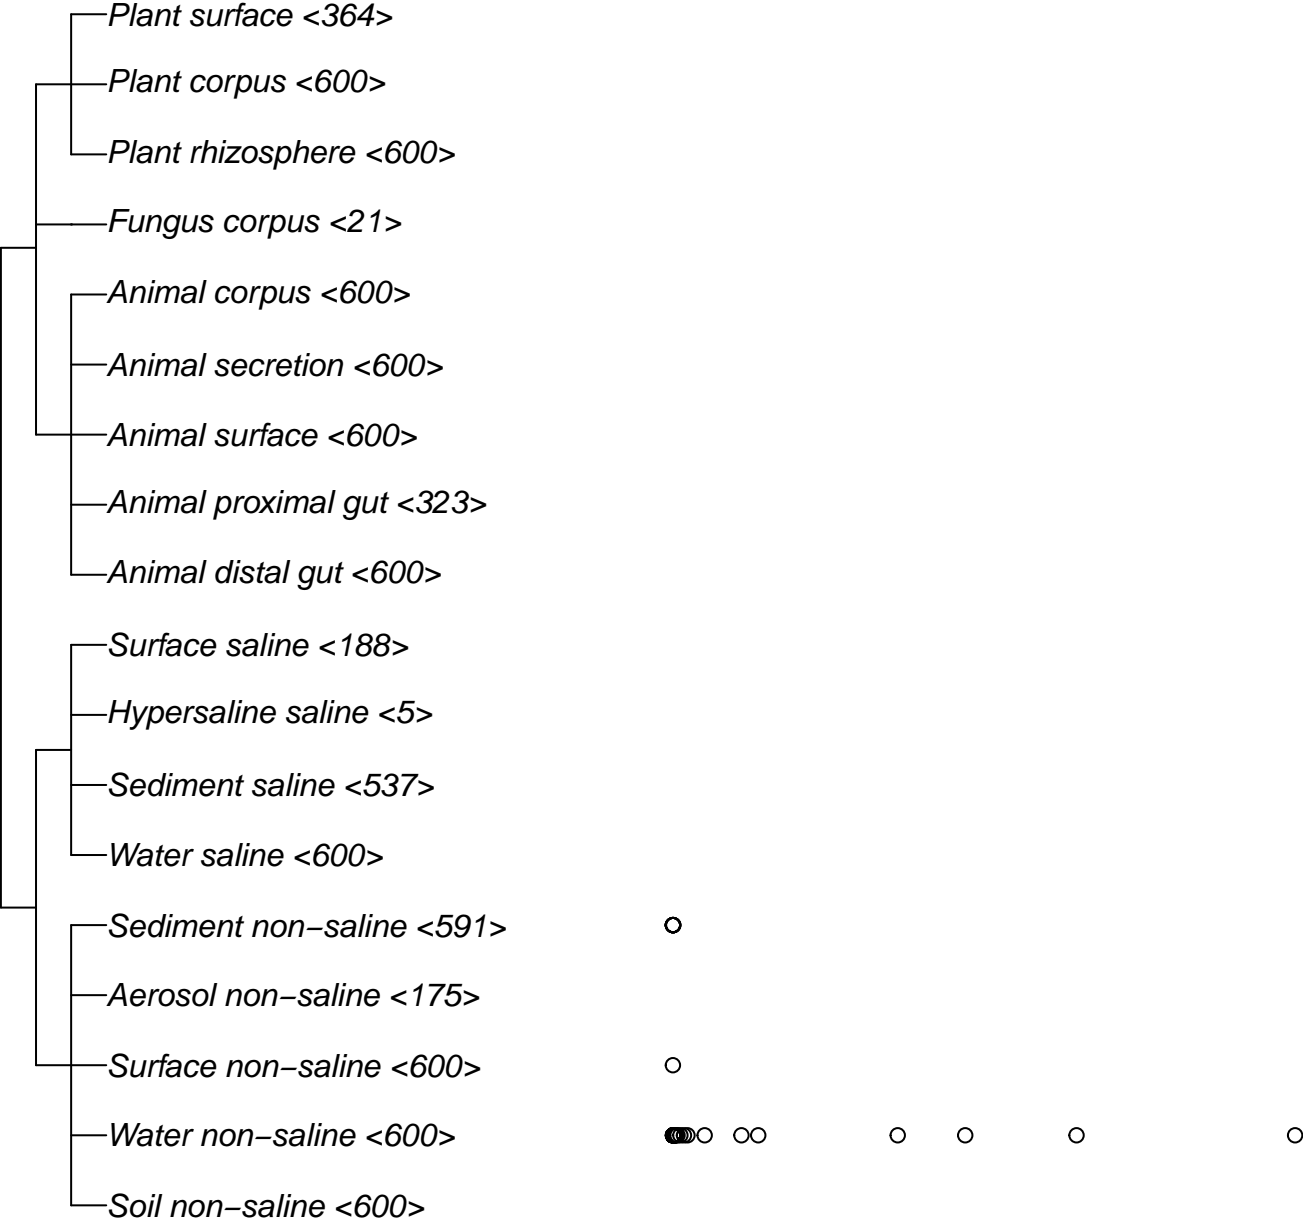 Plant surface <364>
Plant corpus <600>
Plant rhizosphere <600>
Fungus corpus <21>
Animal corpus <600>
Animal secretion <600>
Animal surface <600>
Animal proximal gut <323>
Animal distal gut <600>
Surface saline <188>
Hypersaline saline <5>
Sediment saline <537>
Water saline <600>
Sediment non−saline <591>
Aerosol non−saline <175>
Surface non−saline <600>
Water non−saline <600>
Soil non−saline <600>